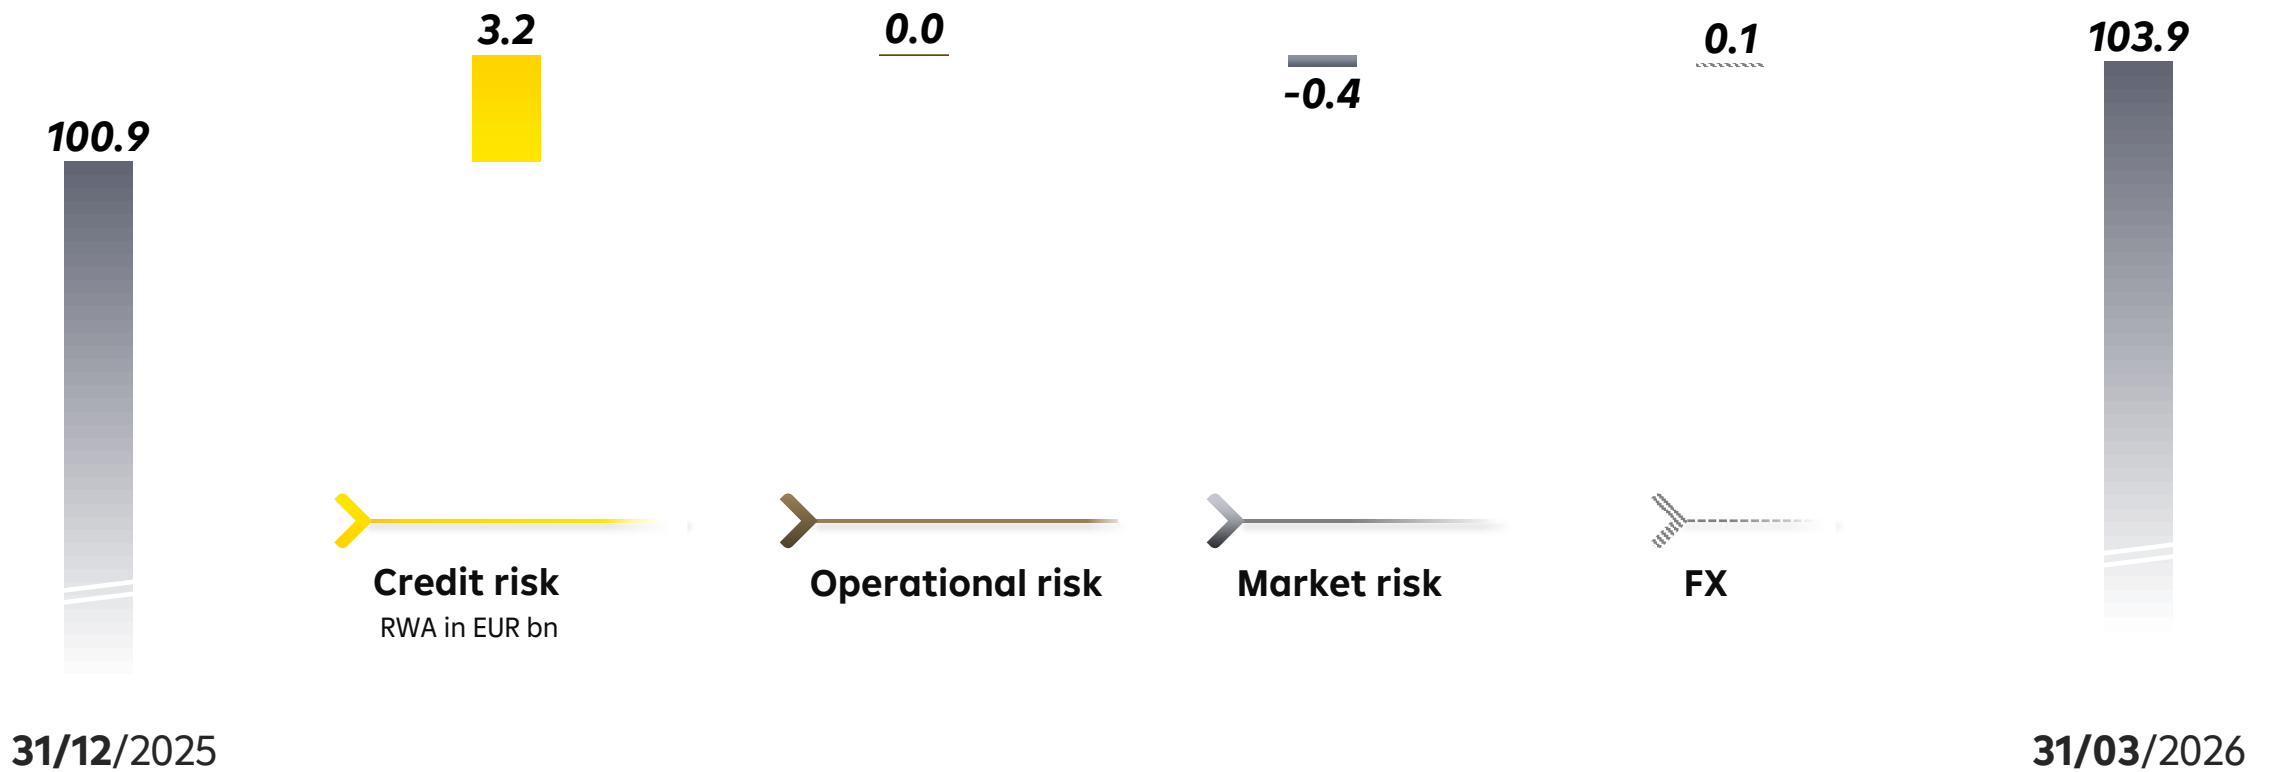 100.9
3.2
0.0
-0.4
0.1
103.9
Credit risk
RWA in EUR bn
Operational risk
Market risk
FX
31/12/2025
31/03/2026